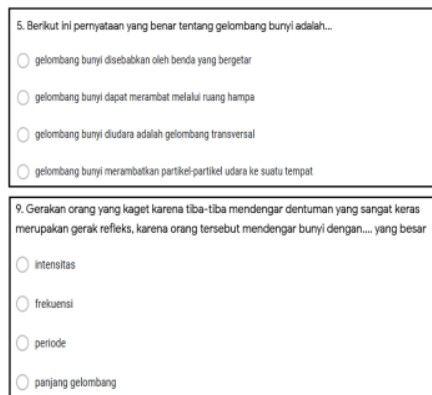 5. Berikut ini pernyataan yang benar tentang gelombang bunyi adalah...
gelombang bunyi disebabkan oleh benda yang bergetar
gelombang bunyi dapat merambat melalui ruang hampa
gelombang bunyi diudara adalah gelombang transversal
gelombang bunyi merambatkan partikel-partikel udara ke suatu tempat
9. Gerakan orang yang kaget karena tiba-tiba mendengar dentuman yang sangat keras
merupakan gerak refleks, karena orang tersebut mendengar bunyi dengan.... yang besar
intensitas
frekuensi
periode
panjang gelombang